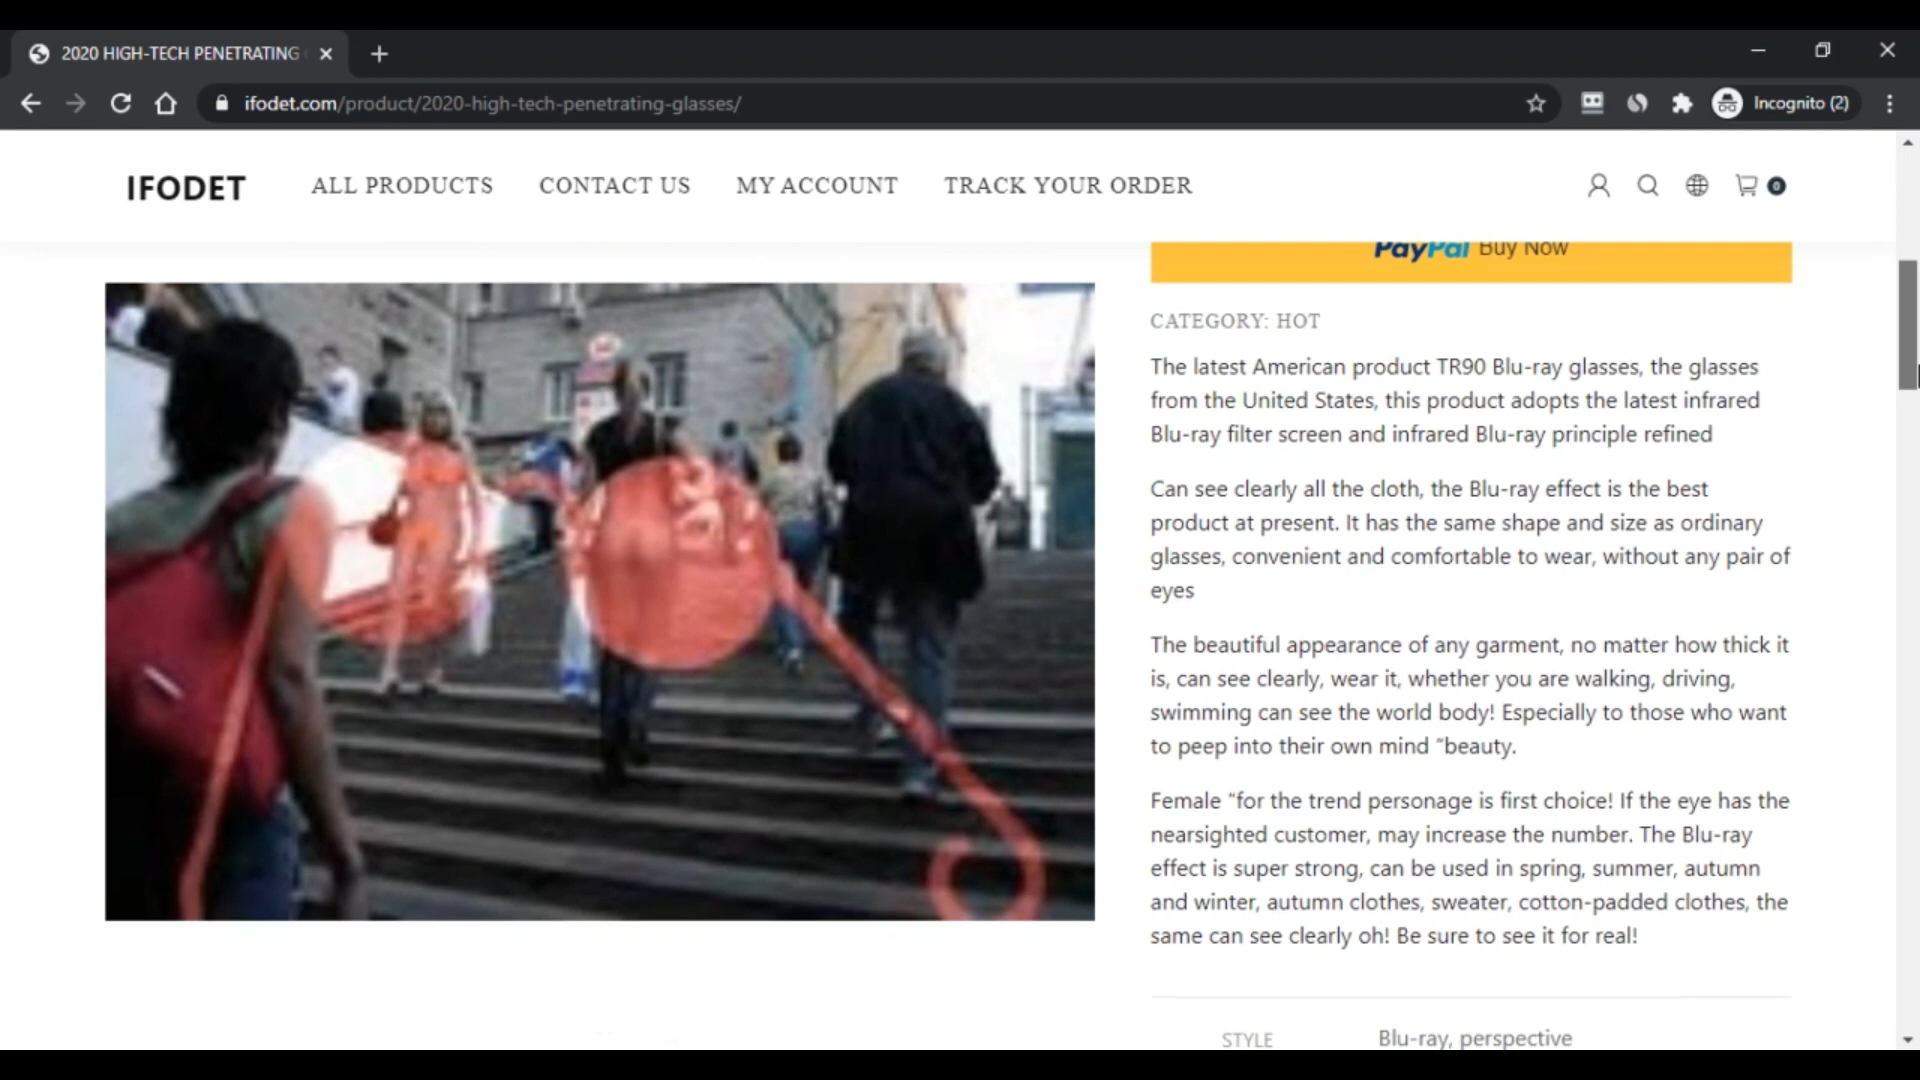 2020 HIGH-TECH PENETRATING
ifodet.com/product/2020-high-tech-penetrating-glasses/
Incognito (2)
IFODET
ALL PRODUCTS
CONTACT US
MY ACCOUNT
TRACK YOUR ORDER
0
PayPal Buy Now
CATEGORY: HOT
The latest American product TR90 Blu-ray glasses, the glasses
from the United States, this product adopts the latest infrared
Blu-ray filter screen and infrared Blu-ray principle refined
Can see clearly all the cloth, the Blu-ray effect is the best
product at present. It has the same shape and size as ordinary
glasses, convenient and comfortable to wear, without any pair of
eyes
The beautiful appearance of any garment, no matter how thick it
is, can see clearly, wear it, whether you are walking, driving,
swimming can see the world body! Especially to those who want
to peep into their own mind “beauty.
Female “for the trend personage is first choice! If the eye has the
nearsighted customer, may increase the number. The Blu-ray
effect is super strong, can be used in spring, summer, autumn
and winter, autumn clothes, sweater, cotton-padded clothes, the
same can see clearly oh! Be sure to see it for real!
STYLE
Blu-ray, perspective